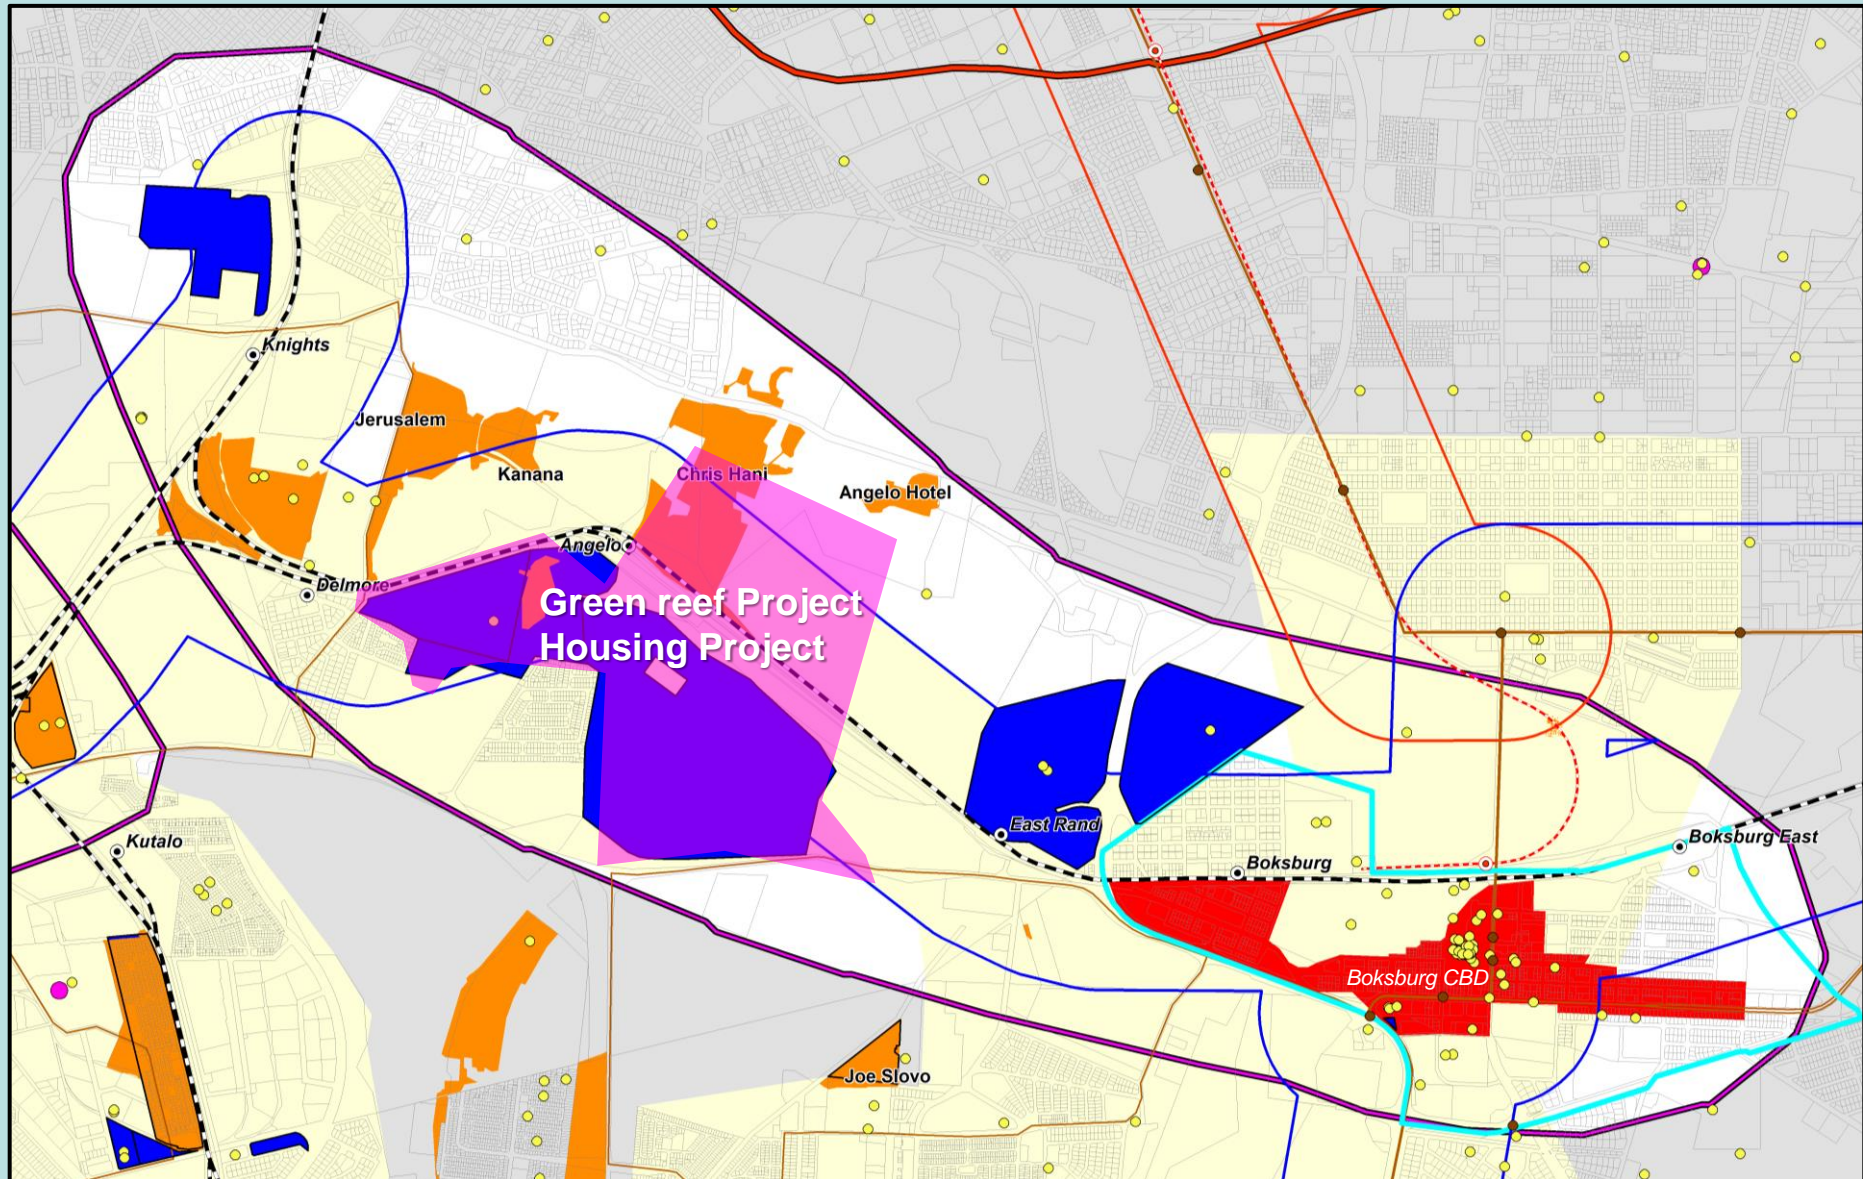 Knights
Jerusalem
Kanana
Chris Hani
Angelo Hotel
Angelo
Delmore
Green reef Project
Housing Project
East Rand
Boksburg
Boksburg East
Kutalo
Boksburg CBD
Joe Slovo